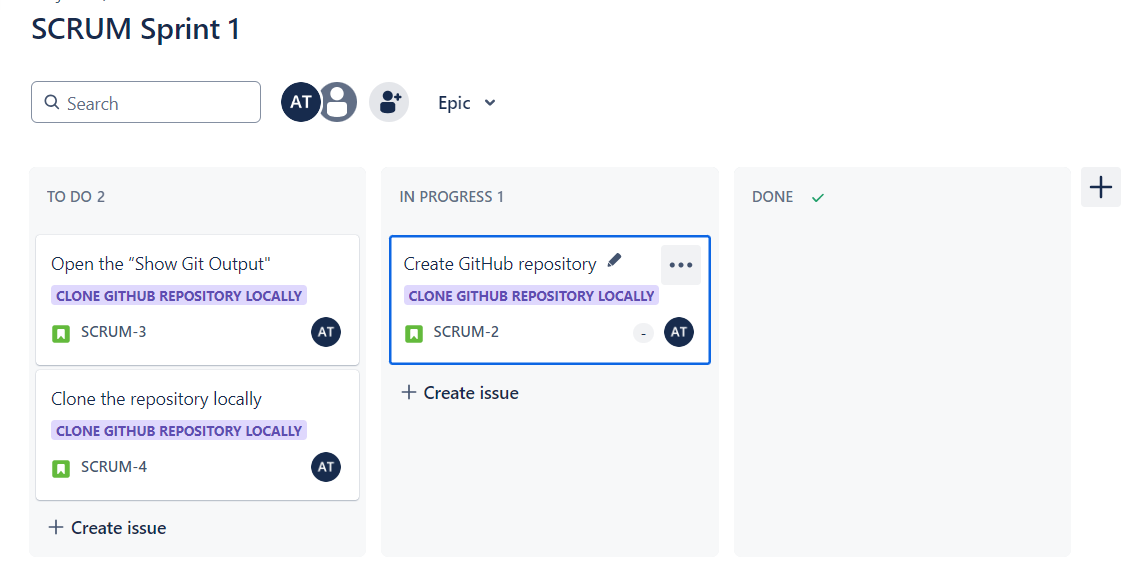 SCRUM Sprint 1
Search
AT
Epic
TO DO 2
Open the “Show Git Output"
CLONE GITHUB REPOSITORY LOCALLY
SCRUM-3
AT
Clone the repository locally
CLONE GITHUB REPOSITORY LOCALLY
SCRUM-4
AT
+ Create issue
IN PROGRESS 1
Create GitHub repository
CLONE GITHUB REPOSITORY LOCALLY
SCRUM-2
-
AT
+ Create issue
DONE